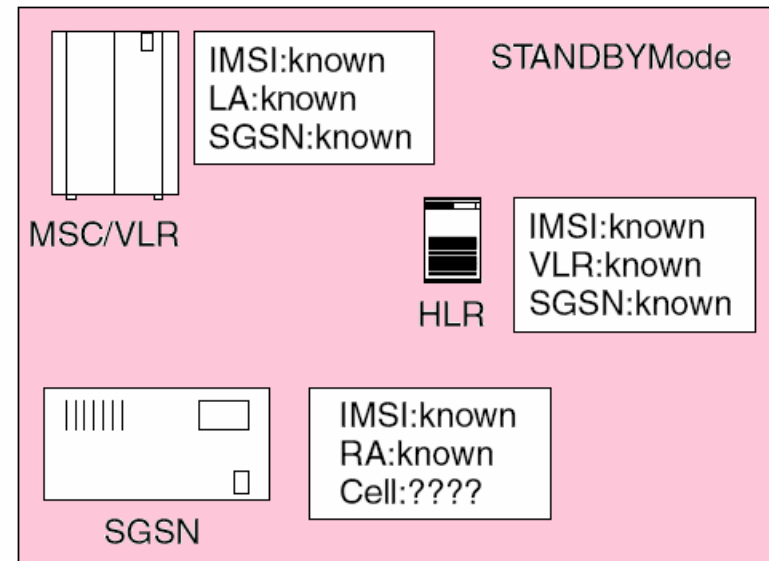 IMSI:known
LA:known
SGSN:known
STANDBYMode
MSC/VLR
IMSI:known
VLR:known
SGSN:known
HLR
IMSI:known
RA:known
Cell:????
SGSN